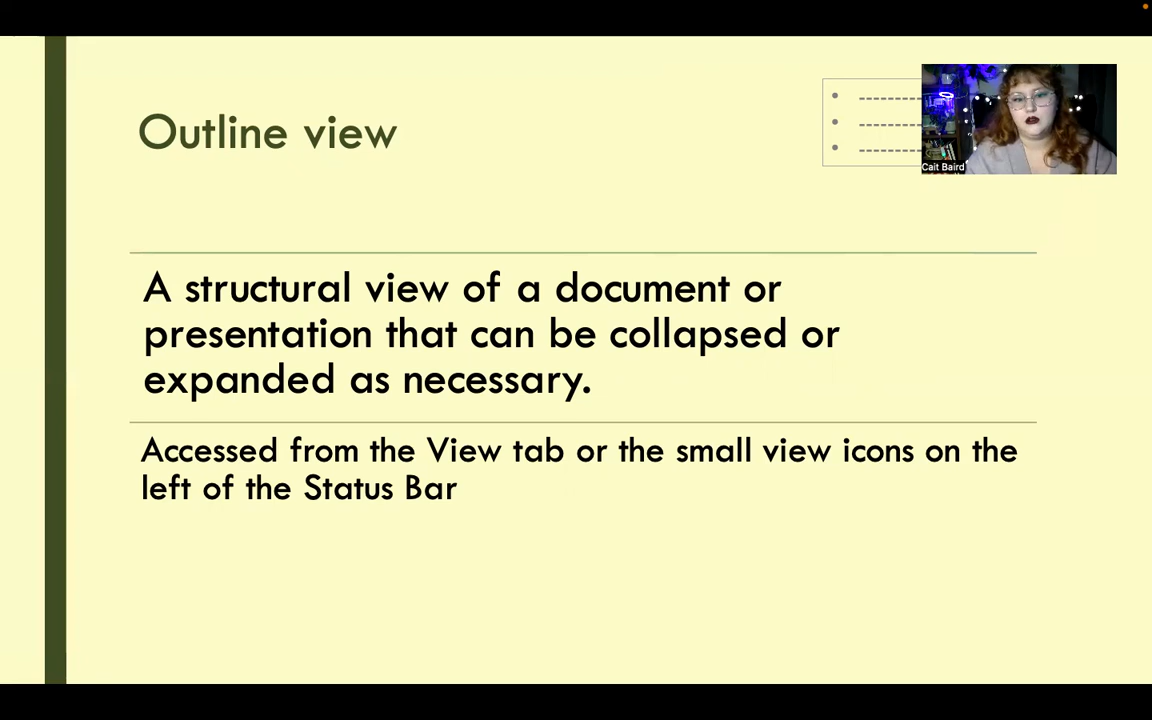 Outline view
Cait Baird
A structural view of a document or
presentation that can be collapsed or
expanded as necessary.
Accessed from the View tab or the small view icons on the
left of the Status Bar